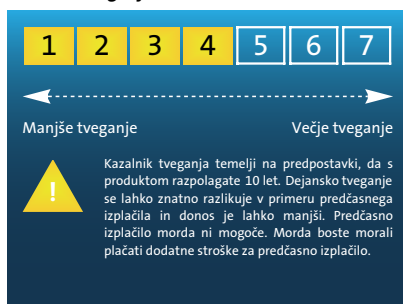 1 2 3 4 5 6 7
Manjše tveganje Večje tveganje
Kazalnik tveganja temelji na predpostavki, da s
produktom razpolagate 10 let. Dejansko tveganje
se lahko znatno razlikuje v primeru predčasnega
izplačila in donos je lahko manjši. Predčasno
izplačilo morda ni mogoče. Morda boste morali
plačati dodatne stroške za predčasno izplačilo.
!